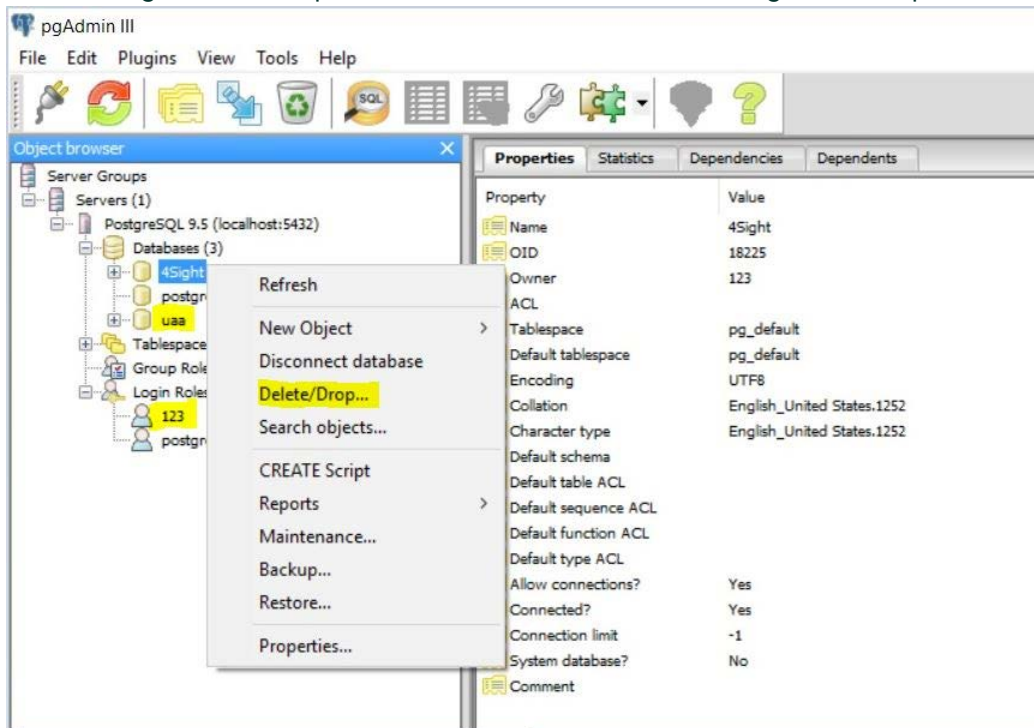 pgAdmin III
File Edit Plugins View Tools Help
SQL
Object browser
Server Groups
Servers (1)
PostgreSQL 9.5 (localhost:5432)
Databases (3)
4Sight
postgr
uaa
Tablespace
Group Role
Login Roles
123
postgr
Refresh
New Object
Disconnect database
Delete/Drop...
Search objects...
CREATE Script
Reports
Maintenance...
Backup...
Restore...
Properties...
Properties Statistics Dependencies Dependents
Property Value
Name 4Sight
OID 18225
Owner 123
ACL
Tablespace pg_default
Default tablespace pg_default
Encoding UTF8
Collation English_United States.1252
Character type English_United States.1252
Default schema
Default table ACL
Default sequence ACL
Default function ACL
Default type ACL
Allow connections? Yes
Connected? Yes
Connection limit -1
System database? No
Comment